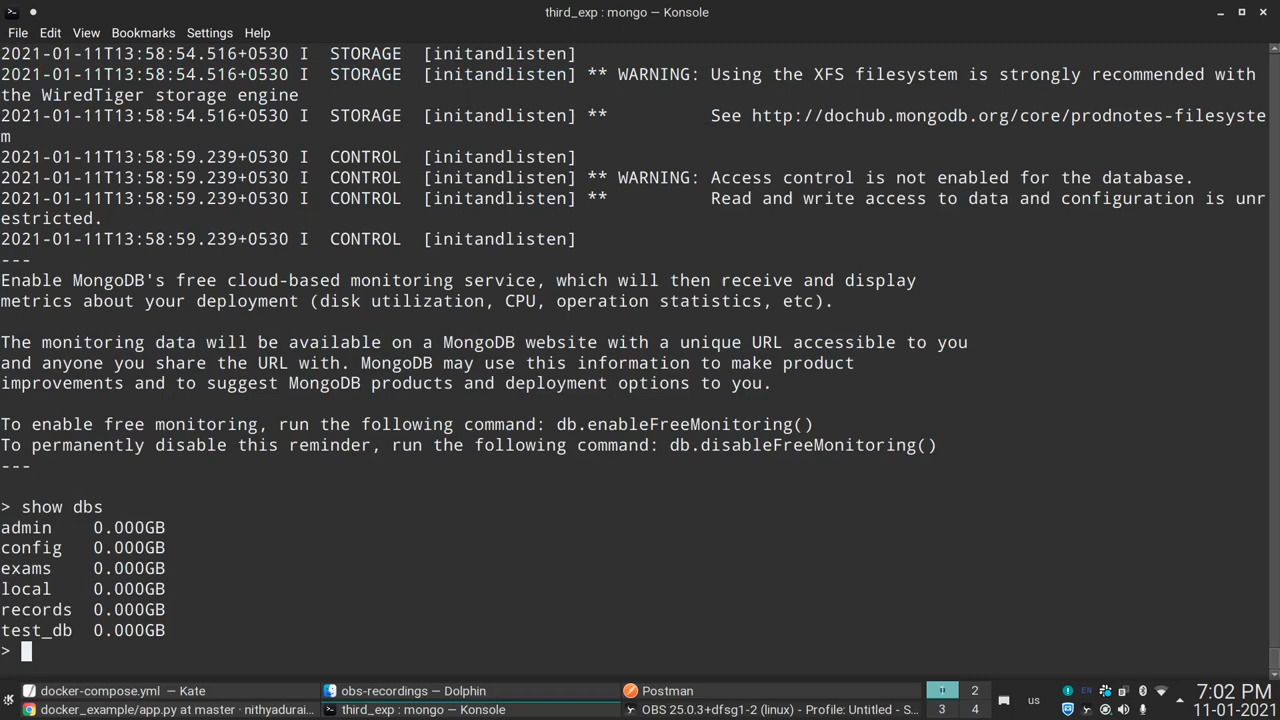 third_exp : mongo — Konsole
File Edit View Bookmarks Settings Help
2021-01-11T13:58:54.516+0530 I  STORAGE  [initandlisten]
2021-01-11T13:58:54.516+0530 I  STORAGE  [initandlisten] ** WARNING: Using the XFS filesystem is strongly recommended with
the WiredTiger storage engine
2021-01-11T13:58:54.516+0530 I  STORAGE  [initandlisten] **          See http://dochub.mongodb.org/core/prodnotes-filesyste
m
2021-01-11T13:58:59.239+0530 I  CONTROL  [initandlisten]
2021-01-11T13:58:59.239+0530 I  CONTROL  [initandlisten] ** WARNING: Access control is not enabled for the database.
2021-01-11T13:58:59.239+0530 I  CONTROL  [initandlisten] **          Read and write access to data and configuration is unr
estricted.
2021-01-11T13:58:59.239+0530 I  CONTROL  [initandlisten]
---
Enable MongoDB's free cloud-based monitoring service, which will then receive and display
metrics about your deployment (disk utilization, CPU, operation statistics, etc).
The monitoring data will be available on a MongoDB website with a unique URL accessible to you
and anyone you share the URL with. MongoDB may use this information to make product
improvements and to suggest MongoDB products and deployment options to you.
To enable free monitoring, run the following command: db.enableFreeMonitoring()
To permanently disable this reminder, run the following command: db.disableFreeMonitoring()
---
> show dbs
admin    0.000GB
config   0.000GB
exams    0.000GB
local    0.000GB
records  0.000GB
test_db  0.000GB
>
docker-compose.yml — Kate
obs-recordings — Dolphin
Postman
docker_example/app.py at master · nithyadurai...
third_exp : mongo — Konsole
OBS 25.0.3+dfsg1-2 (linux) - Profile: Untitled - S...
2
3 4
us
EN
7:02 PM
11-01-2021